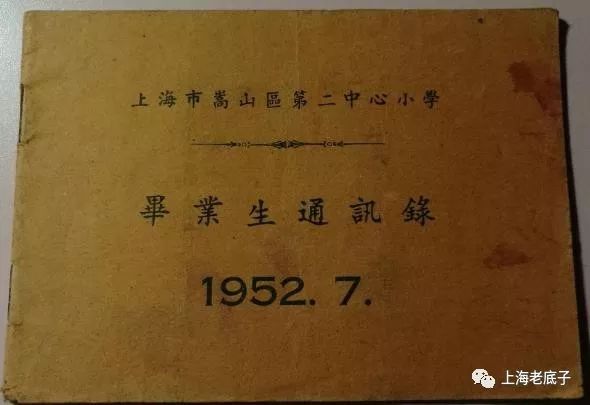 上海市嵩山區第二中心小學
畢業生通訊錄
1952.7.
上海老底子